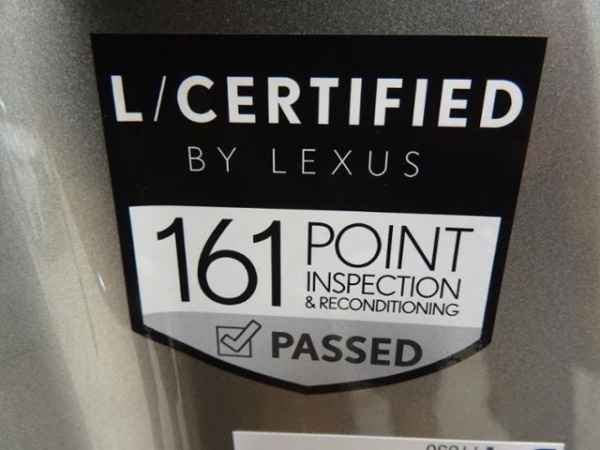 L/CERTIFIED
BY LEXUS
161 POINT
INSPECTION
& RECONDITIONING
PASSED